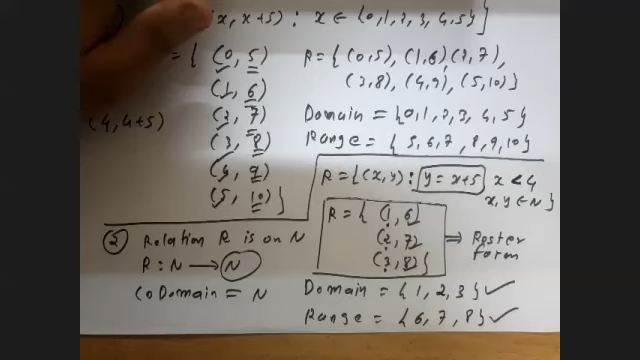 (x, x+5) : x ∈ {0,1,2,3,4,5}}
= { (0, 5)
(1, 6)
(2, 7)
(3, 8)
(4, 9)
(5, 10) }
(4, 4+5)
R = { (0,5), (1,6) (2,7),
(3,8), (4,9), (5,10) }
Domain = {0,1,2,3,4,5}
Range = { 5,6,7,8,9,10}
R = {(x,y) : y = x+5 x < 4
x, y ∈ N}
② Relation R is on N
R : N → N
CoDomain = N
R = { (1, 6)
(2, 7)
(3, 8) }
⇒ Roster
form
Domain = { 1, 2, 3 } ✓
Range = { 6, 7, 8 } ✓